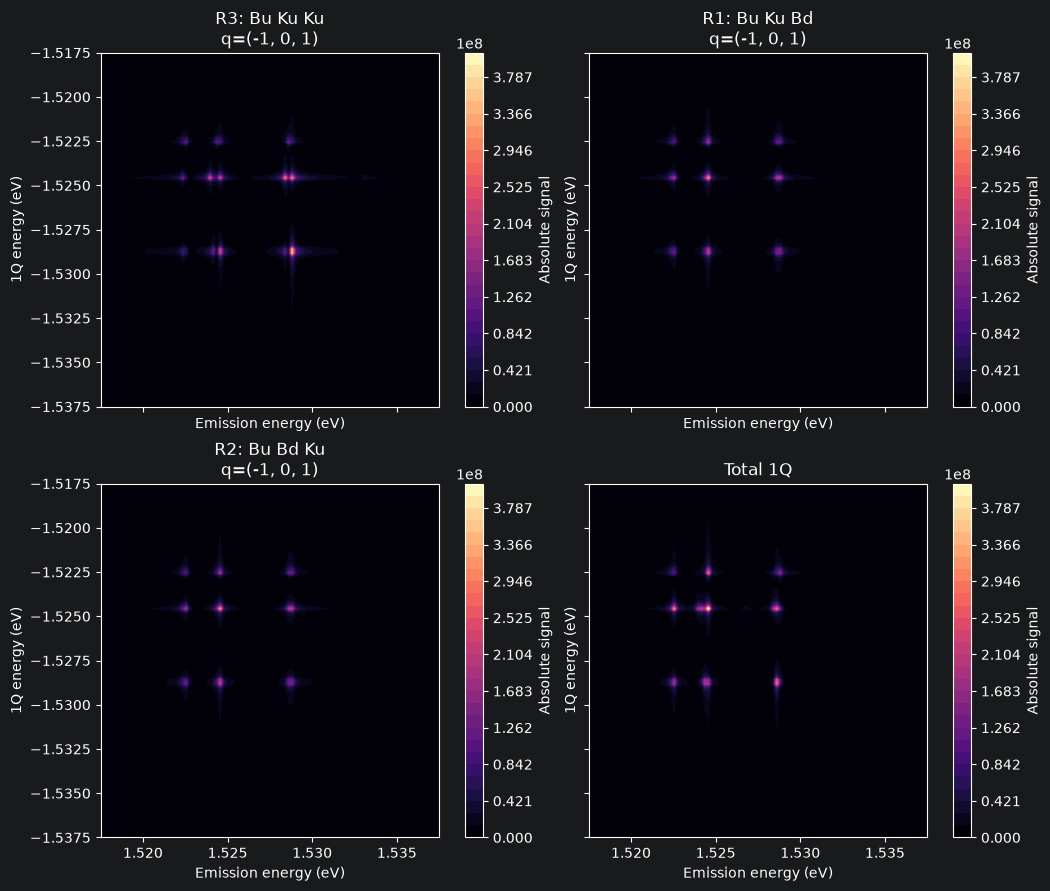 R3: Bu Ku Ku
q=(-1, 0, 1)
−1.5175
−1.5200
−1.5225
−1.5250
−1.5275
−1.5300
−1.5325
−1.5350
−1.5375
1Q energy (eV)
Emission energy (eV)
1e8
3.787
3.366
2.946
2.525
2.104
1.683
1.262
0.842
0.421
0.000
Absolute signal
R1: Bu Ku Bd
q=(-1, 0, 1)
1Q energy (eV)
Emission energy (eV)
1e8
3.787
3.366
2.946
2.525
2.104
1.683
1.262
0.842
0.421
0.000
Absolute signal
R2: Bu Bd Ku
q=(-1, 0, 1)
−1.5175
−1.5200
−1.5225
−1.5250
−1.5275
−1.5300
−1.5325
−1.5350
−1.5375
1Q energy (eV)
1.520
1.525
1.530
1.535
Emission energy (eV)
1e8
3.787
3.366
2.946
2.525
2.104
1.683
1.262
0.842
0.421
0.000
Absolute signal
Total 1Q
1Q energy (eV)
1.520
1.525
1.530
1.535
Emission energy (eV)
1e8
3.787
3.366
2.946
2.525
2.104
1.683
1.262
0.842
0.421
0.000
Absolute signal